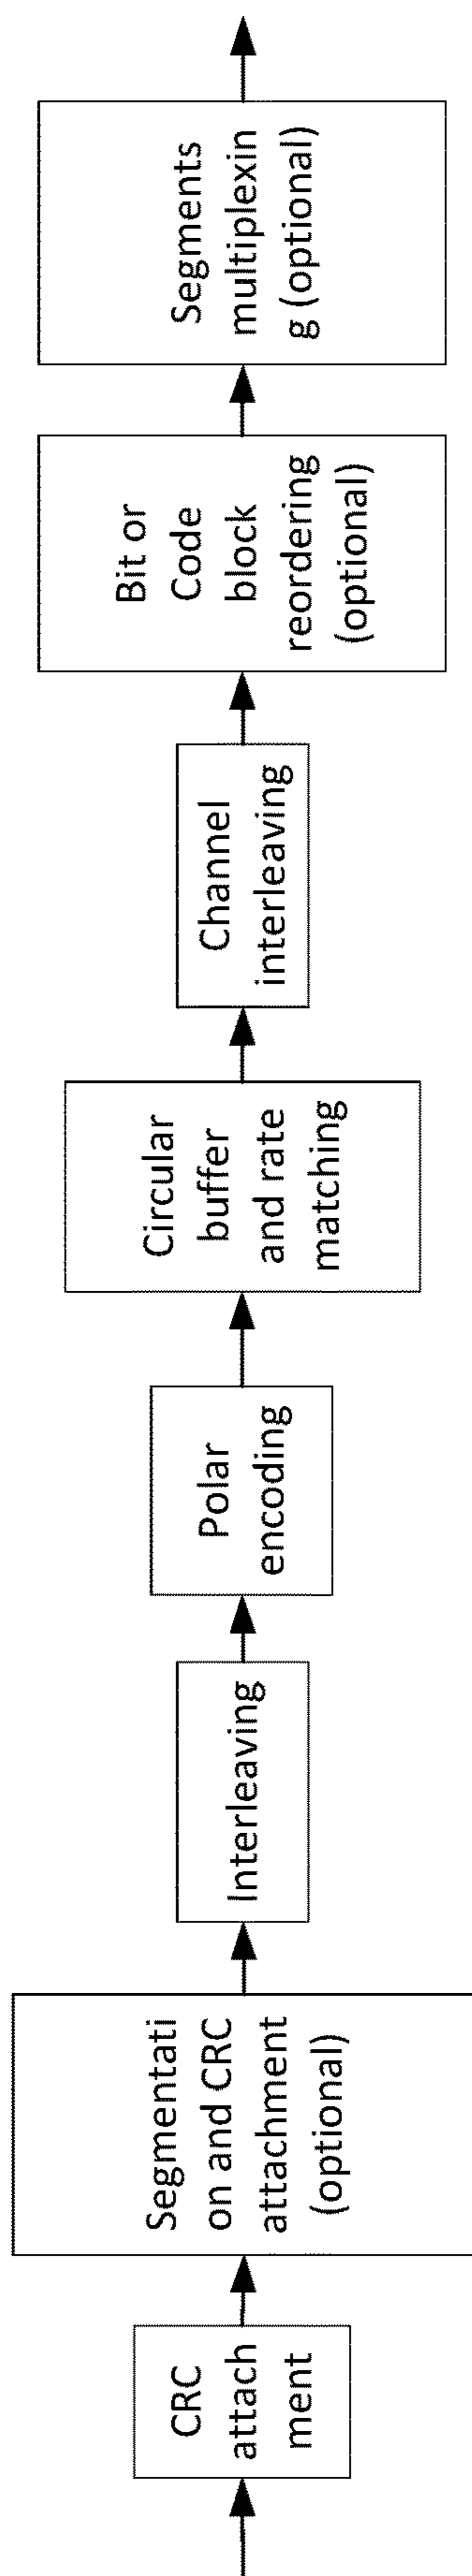 CRC
attach
ment
Segmentati
on and CRC
attachment
(optional)
Interleaving
Polar
encoding
Circular
buffer
and rate
matching
Channel
interleaving
Bit or
Code
block
reordering
(optional)
Segments
multiplexin
g (optional)